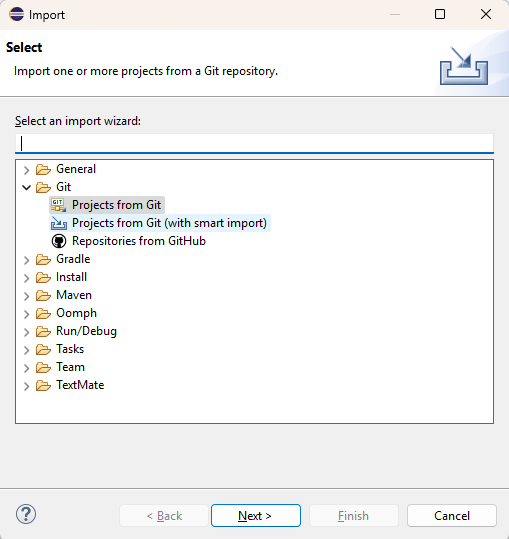 Import
Select
Import one or more projects from a Git repository.
Select an import wizard:
General
Git
GIT
Projects from Git
Projects from Git (with smart import)
Repositories from GitHub
Gradle
Install
Maven
Oomph
Run/Debug
Tasks
Team
TextMate
?
< Back
Next >
Finish
Cancel